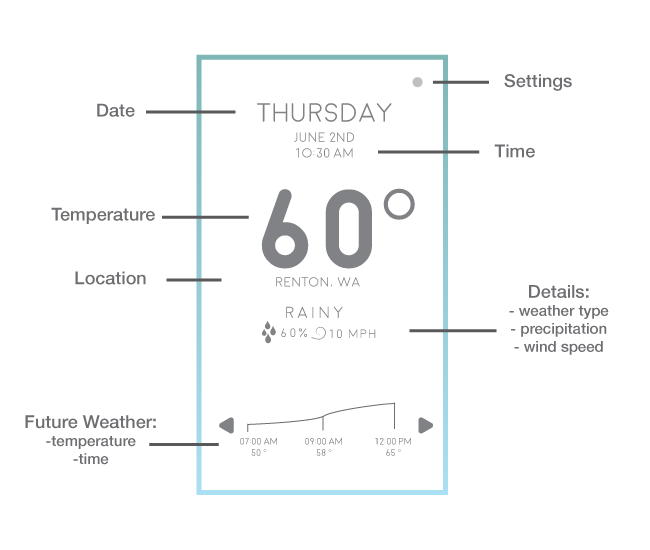 Settings
Date
THURSDAY
JUNE 2ND
10:30 AM
Time
Temperature
60°
Location
RENTON, WA
Details:
- weather type
- precipitation
- wind speed
RAINY
60% 10 MPH
Future Weather:
-temperature
-time
07:00 AM 09:00 AM 12:00 PM
50 ° 58 ° 65 °